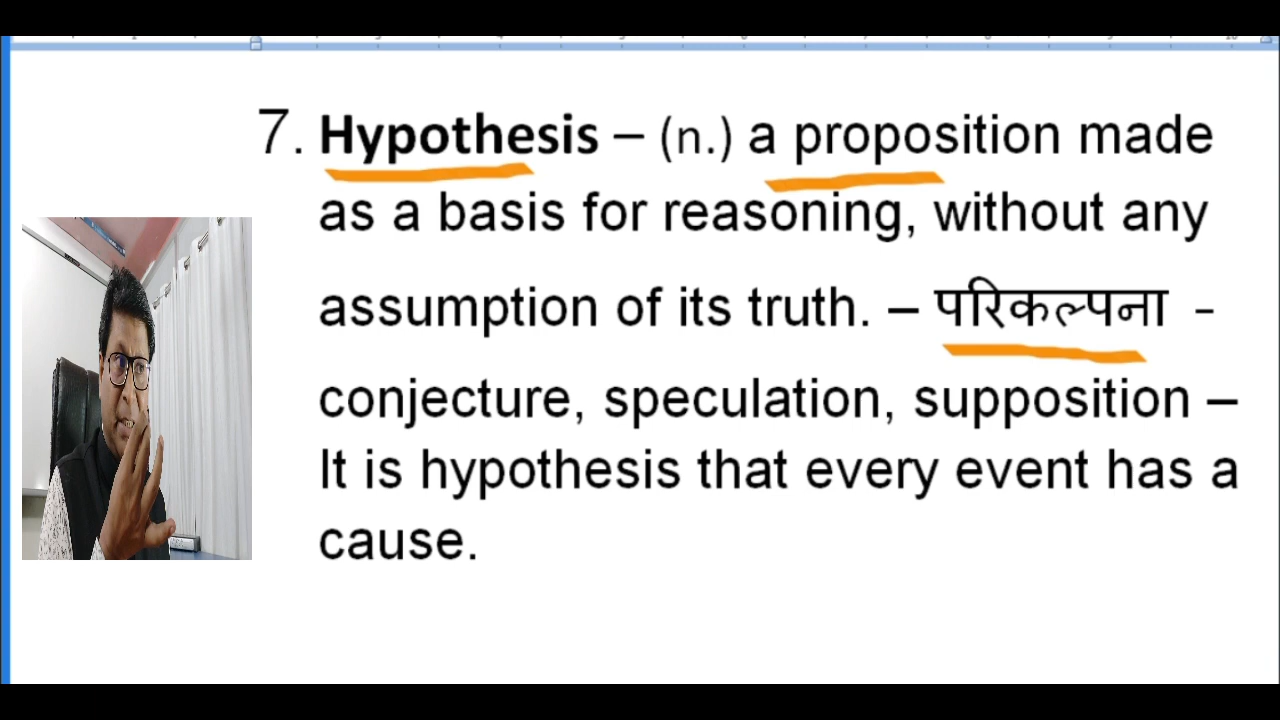 7. Hypothesis – (n.) a proposition made
as a basis for reasoning, without any
assumption of its truth. – परिकल्पना -
conjecture, speculation, supposition –
It is hypothesis that every event has a
cause.